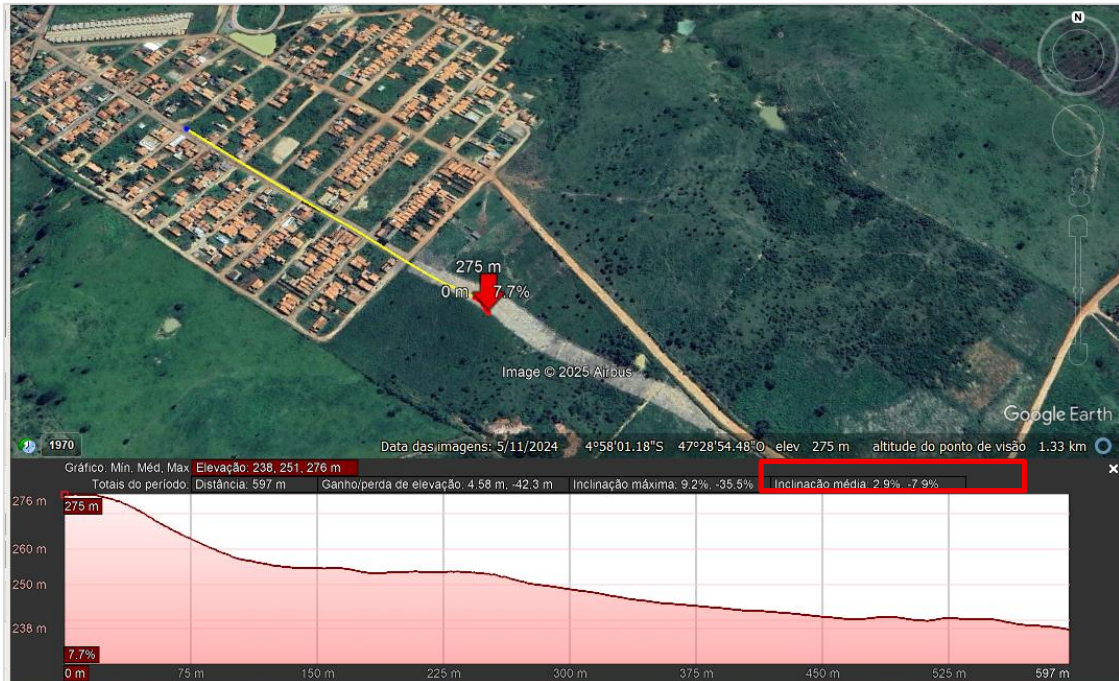 N
275 m
0 m 7.7%
Image © 2025 Airbus
Google Earth
1970
Data das imagens: 5/11/2024 4°58'01.18"S 47°28'54.48"O elev 275 m altitude do ponto de visão 1.33 km
Gráfico: Mín. Méd, Max Elevação: 238, 251, 276 m
Totais do período: Distância: 597 m Ganho/perda de elevação: 4.58 m, -42.3 m Inclinação máxima: 9.2%, -35.5% Inclinação média: 2.9%, -7.9%
276 m
275 m
260 m
250 m
238 m
7.7%
0 m 75 m 150 m 225 m 300 m 375 m 450 m 525 m 597 m